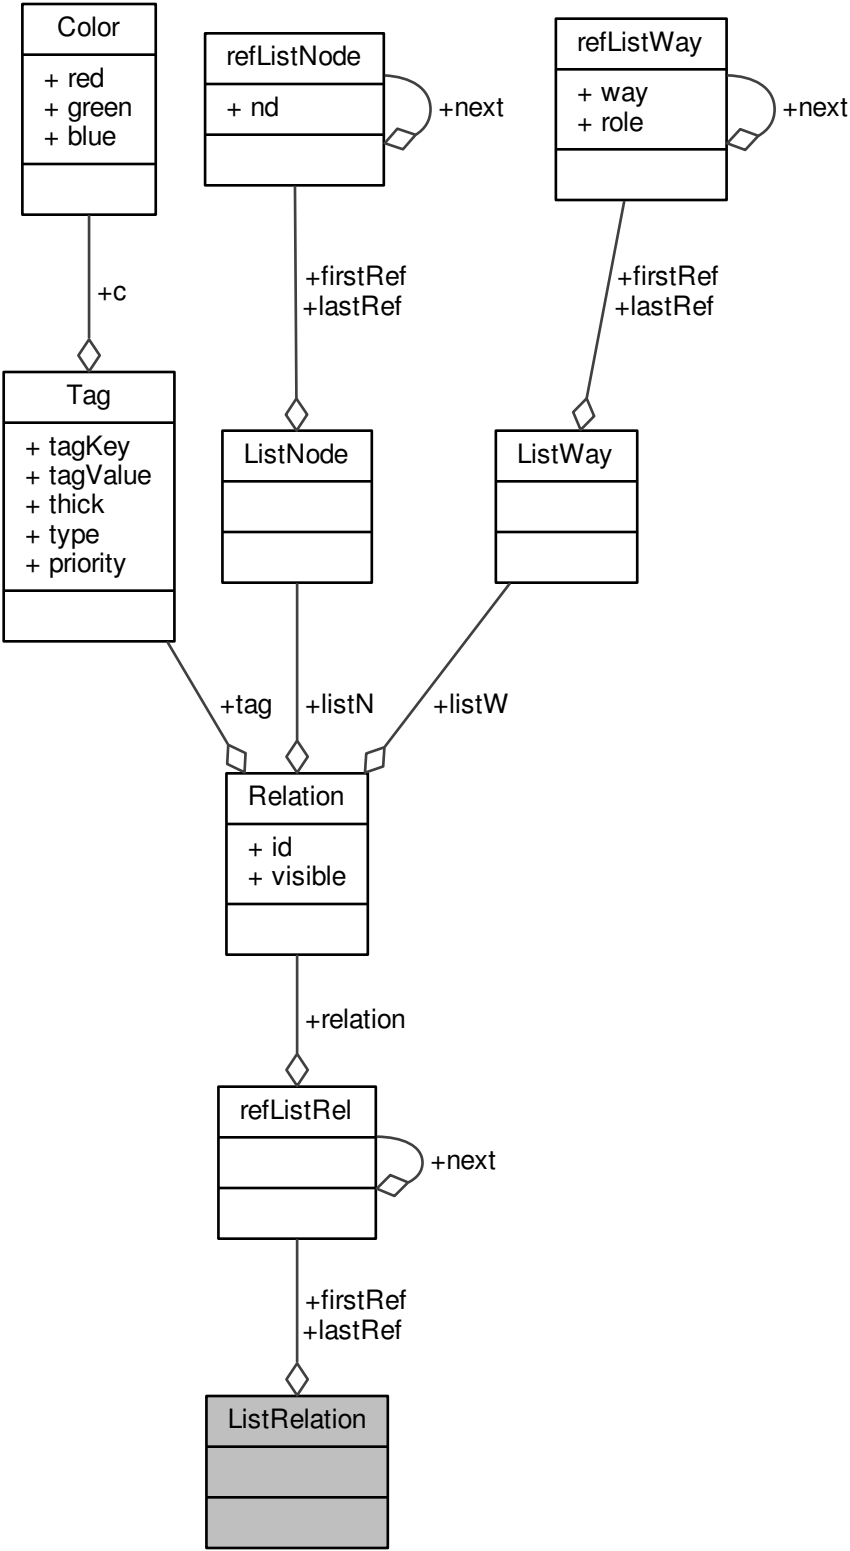 Color
+ red
+ green
+ blue
refListNode
+ nd
+next
refListWay
+ way
+ role
+next
+c
+firstRef
+lastRef
+firstRef
+lastRef
Tag
+ tagKey
+ tagValue
+ thick
+ type
+ priority
ListNode
ListWay
+tag
+listN
+listW
Relation
+ id
+ visible
+relation
refListRel
+next
+firstRef
+lastRef
ListRelation